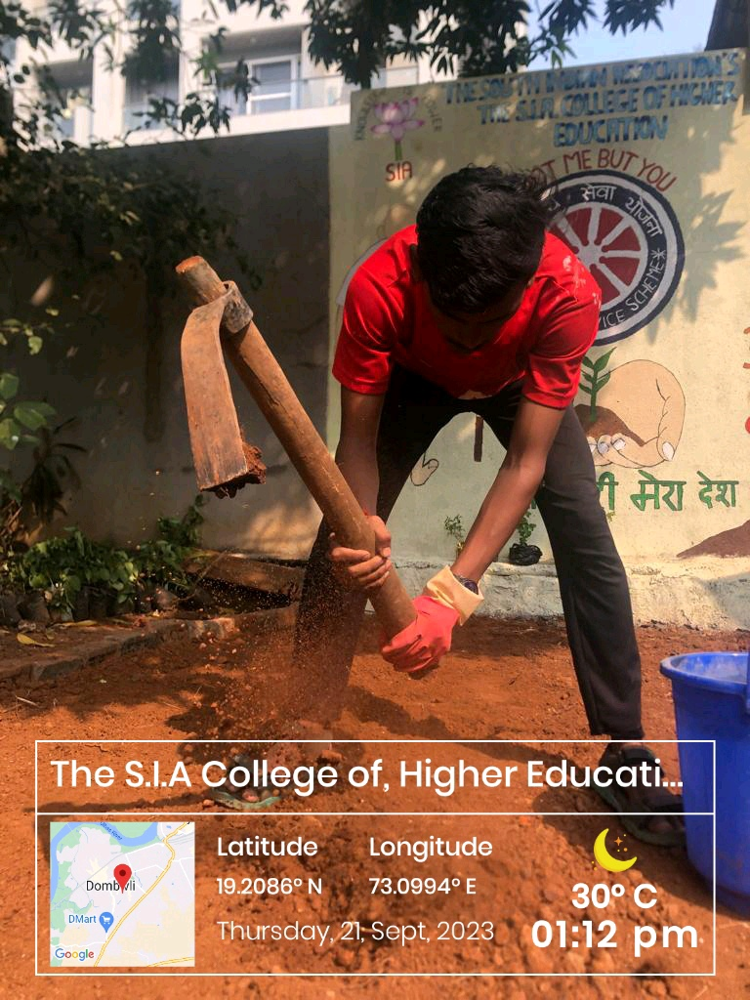 THE SOUTH INDIAN ASSOCIATION'S
THE S.I.A. COLLEGE OF HIGHER
EDUCATION
POWER
SIA
NOT ME BUT YOU
सेवा योजना
VICE SCHEME
मेरा देश
The S.I.A College of, Higher Educati...
Latitude
Longitude
19.2086° N
73.0994° E
Thursday, 21, Sept, 2023
30° C
01:12 pm
Dombivli
DMart
Google